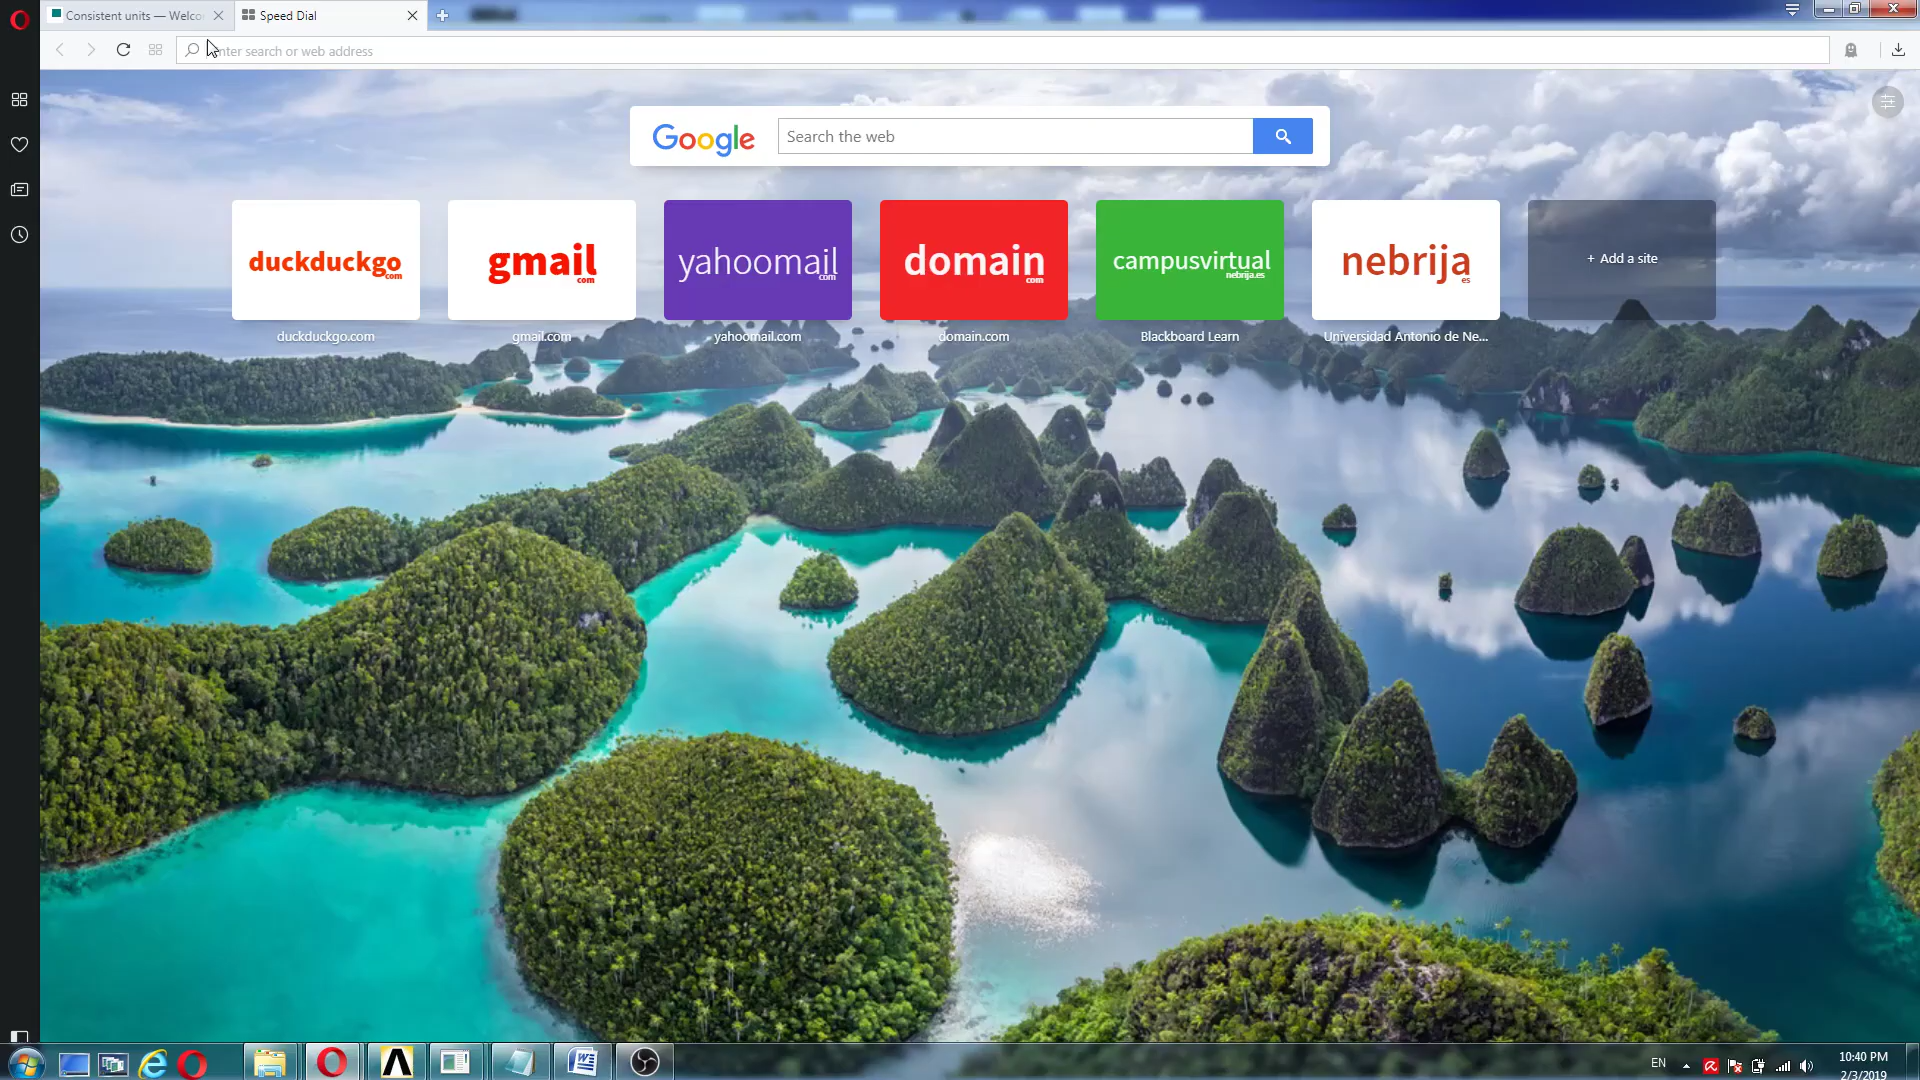 Consistent units — Welco
Speed Dial
nter search or web address
Google
Search the web
duckduckgo
com
gmail
com
yahoomail
com
domain
com
campusvirtual
nebrija.es
nebrija
es
+ Add a site
duckduckgo.com
gmail.com
yahoomail.com
domain.com
Blackboard Learn
Universidad Antonio de Ne...
EN
10:40 PM
2/3/2019